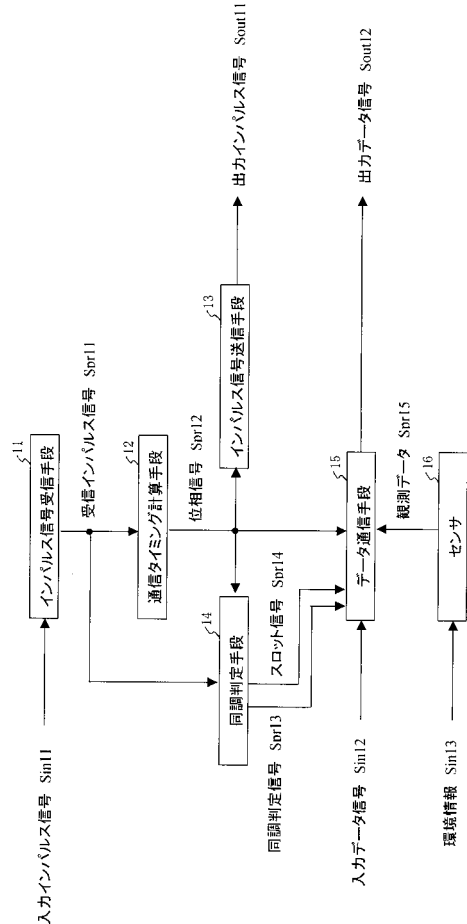 入力インパルス信号 Sin11
11
インパルス信号受信手段
受信インパルス信号 Spr11
12
通信タイミング計算手段
位相信号 Spr12
13
インパルス信号送信手段
出力インパルス信号 Sout11
14
同調判定手段
スロット信号 Spr14
同調判定信号 Spr13
入力データ信号 Sin12
15
データ通信手段
出力データ信号 Sout12
観測データ Spr15
16
センサ
環境情報 Sin13